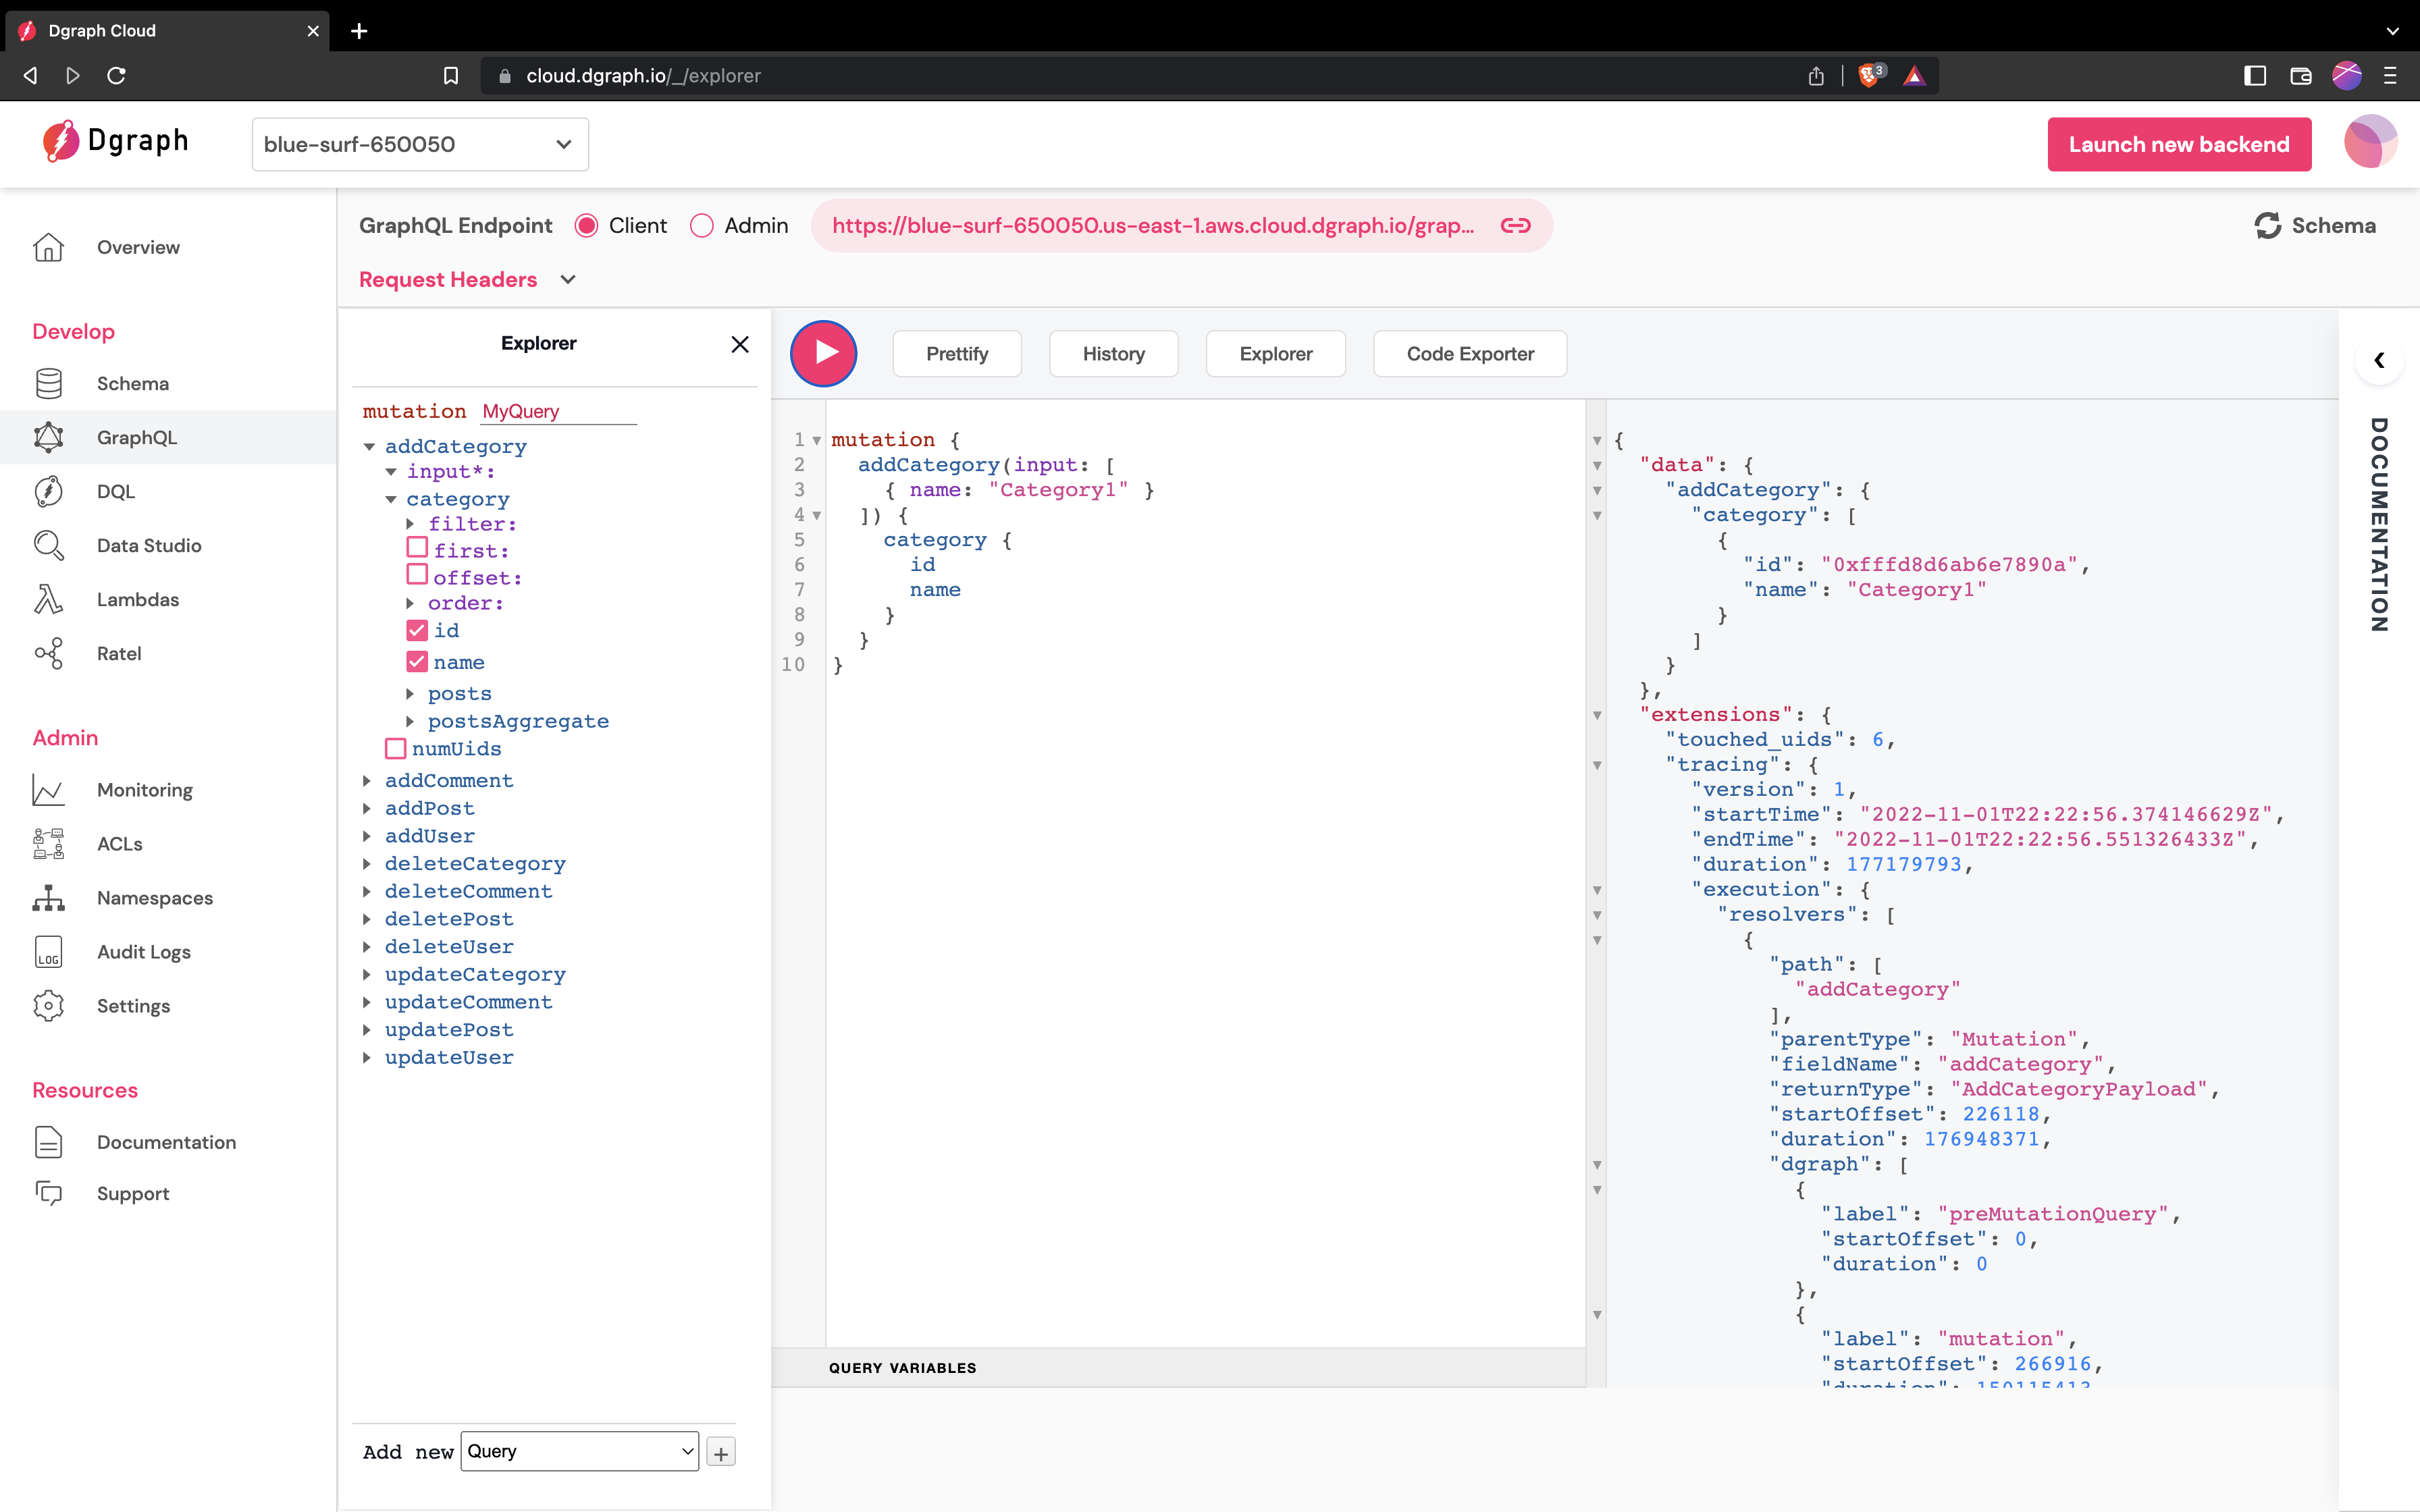 Dgraph Cloud
cloud.dgraph.io/_/explorer
3
Dgraph
blue-surf-650050
Launch new backend
GraphQL Endpoint
Client
Admin
https://blue-surf-650050.us-east-1.aws.cloud.dgraph.io/grap...
Schema
Request Headers
Overview
Develop
Schema
GraphQL
DQL
Data Studio
Lambdas
Ratel
Admin
Monitoring
ACLs
Namespaces
LOG
Audit Logs
Settings
Resources
Documentation
Support
Explorer
mutation MyQuery
addCategory
input*:
category
filter:
first:
offset:
order:
id
name
posts
postsAggregate
numUids
addComment
addPost
addUser
deleteCategory
deleteComment
deletePost
deleteUser
updateCategory
updateComment
updatePost
updateUser
Add new Query +
Prettify
History
Explorer
Code Exporter
1 mutation {
2 addCategory(input: [
3 { name: "Category1" }
4 ]) {
5 category {
6 id
7 name
8 }
9 }
10 }
QUERY VARIABLES
{
"data": {
"addCategory": {
"category": [
{
"id": "0xfffd8d6ab6e7890a",
"name": "Category1"
}
]
}
},
"extensions": {
"touched_uids": 6,
"tracing": {
"version": 1,
"startTime": "2022-11-01T22:22:56.374146629Z",
"endTime": "2022-11-01T22:22:56.551326433Z",
"duration": 177179793,
"execution": {
"resolvers": [
{
"path": [
"addCategory"
],
"parentType": "Mutation",
"fieldName": "addCategory",
"returnType": "AddCategoryPayload",
"startOffset": 226118,
"duration": 176948371,
"dgraph": [
{
"label": "preMutationQuery",
"startOffset": 0,
"duration": 0
},
{
"label": "mutation",
"startOffset": 266916,
DOCUMENTATION